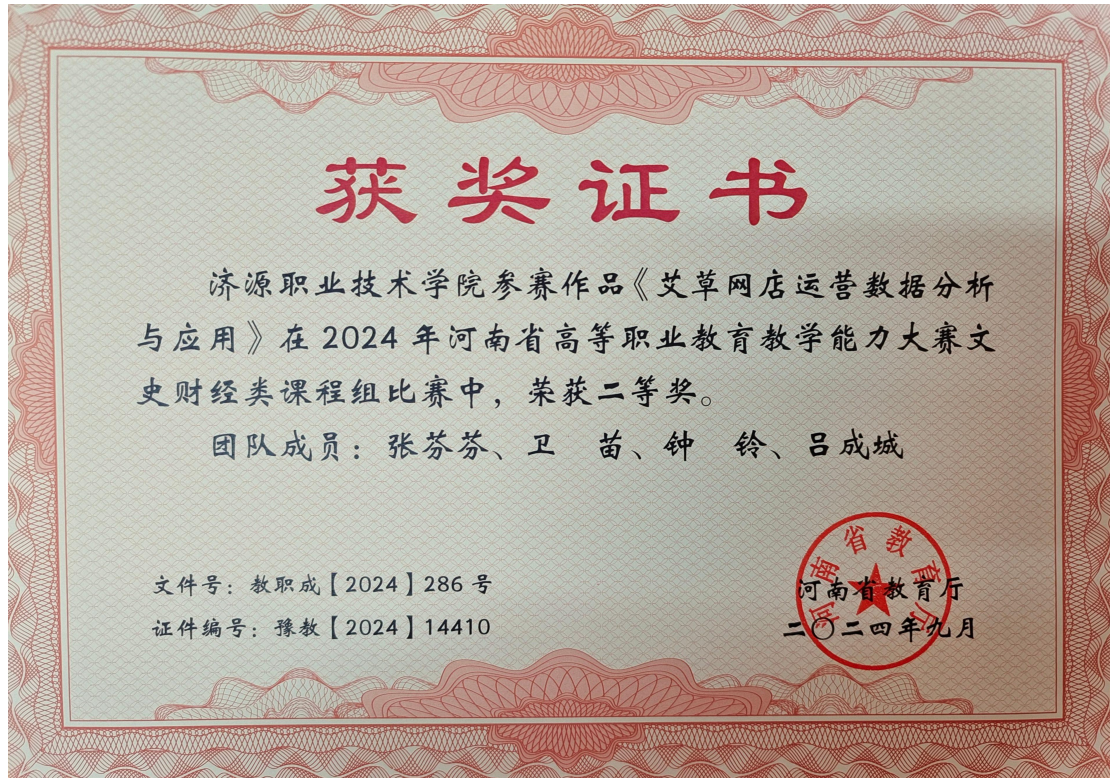 获奖证书
济源职业技术学院参赛作品《艾草网店运营数据分析
与应用》在2024年河南省高等职业教育教学能力大赛文
史财经类课程组比赛中，荣获二等奖。
团队成员：张芬芬、卫　苗、钟　铃、吕成城
文件号：教职成【2024】286号
证件编号：豫教【2024】14410
河南省教育厅
河南省教育厅
二〇二四年九月